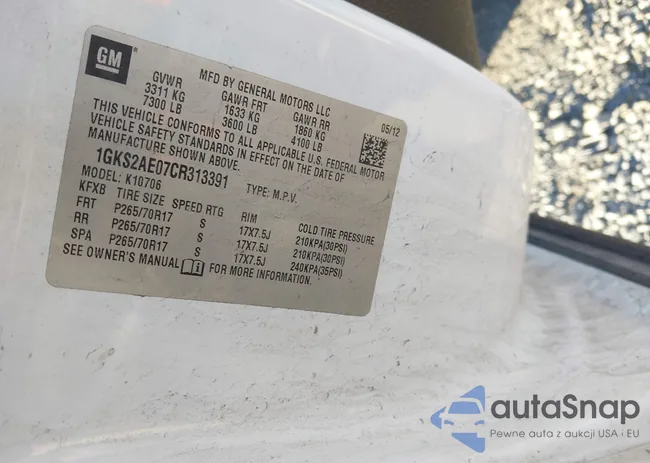 GM
MFD BY GENERAL MOTORS LLC
GVWR GAWR FRT GAWR RR
3311 KG 1633 KG 1860 KG 05/12
7300 LB 3600 LB 4100 LB
THIS VEHICLE CONFORMS TO ALL APPLICABLE U.S. FEDERAL MOTOR
VEHICLE SAFETY STANDARDS IN EFFECT ON THE DATE OF
MANUFACTURE SHOWN ABOVE.
1GKS2AE07CR313391 TYPE: M.P.V.
MODEL: K10706
KFXB TIRE SIZE SPEED RTG RIM COLD TIRE PRESSURE
FRT P265/70R17 S 17X7.5J 210KPA(30PSI)
RR P265/70R17 S 17X7.5J 210KPA(30PSI)
SPA P265/70R17 S 17X7.5J 240KPA(35PSI)
SEE OWNER'S MANUAL FOR MORE INFORMATION.
autaSnap
Pewne auta z aukcji USA i EU